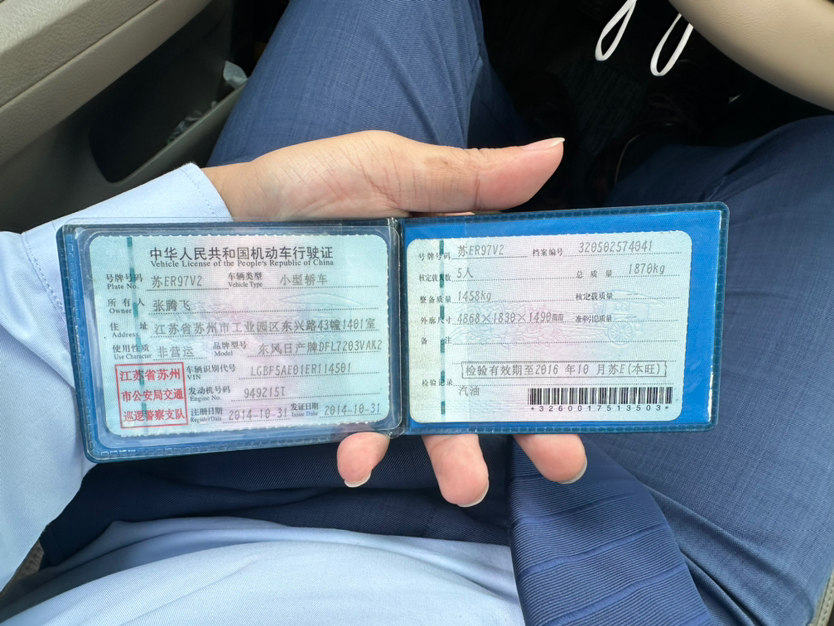 中华人民共和国机动车行驶证
Vehicle License of the People's Republic of China
号牌号码 苏ER97V2 车辆类型 小型轿车
Plate No. Vehicle Type
所有人 张腾飞
Owner
住址 江苏省苏州市工业园区东兴路43幢1401室
Address
使用性质 非营运 品牌型号 东风日产牌DFL7203VAK2
Use Character Model
江苏省苏州
市公安局交通
巡逻警察支队
车辆识别代号 LGBF5AE01ER114501
VIN
发动机号码 949215T
Engine No.
注册日期 2014-10-31 发证日期 2014-10-31
Register Date Issue Date
号牌号码 苏ER97V2 档案编号 320502574041
核定载人数 5人 总质量 1870kg
整备质量 1458kg 核定载质量
外廓尺寸 4868×1830×1490mm 准牵引总质量
备注
检验有效期至2016年10月苏E(本旺)
检验记录
汽油
*3260017513503*